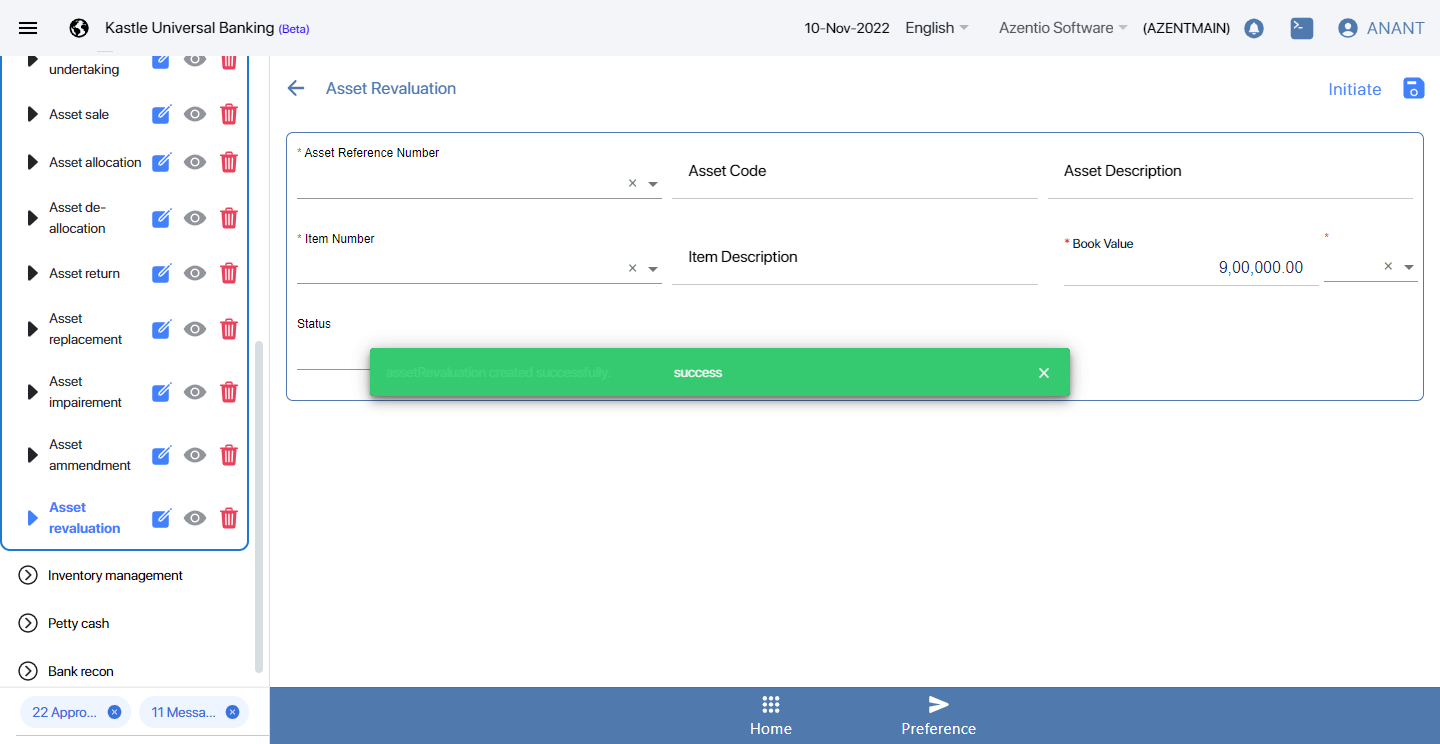 Kastle Universal Banking (Beta)
10-Nov-2022 English Azentio Software (AZENTMAIN) ANANT
undertaking
Asset sale
Asset allocation
Asset de-
allocation
Asset return
Asset
replacement
Asset
impairement
Asset
ammendment
Asset
revaluation
Inventory management
Petty cash
Bank recon
22 Appro...
11 Messa...
Asset Revaluation
Initiate
* Asset Reference Number
Asset Code
Asset Description
* Item Number
Item Description
* Book Value
9,00,000.00
*
Status
assetRevaluation created successfully.
success
Home
Preference